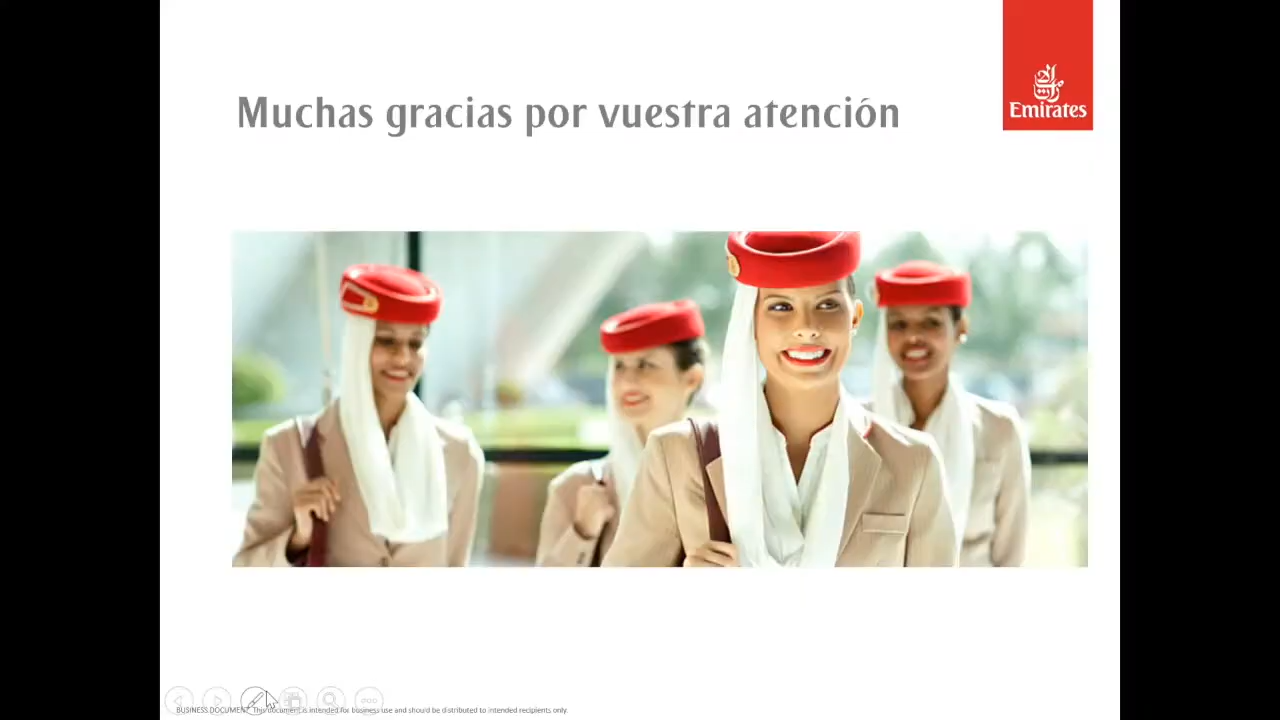 Muchas gracias por vuestra atención
Emirates
BUSINESS DOCUMENT This document is intended for business use and should be distributed to intended recipients only.